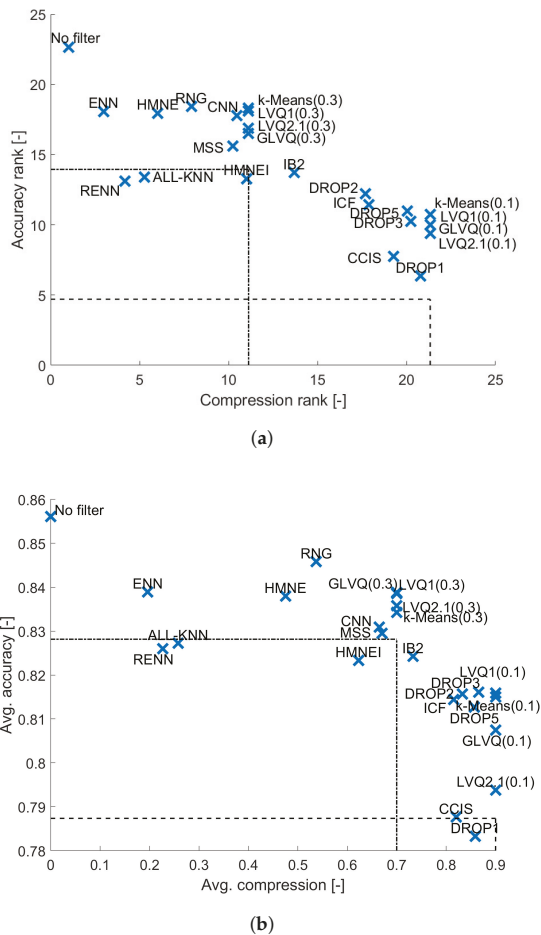 25
No filter
20
ENN
HMNE
RNG
CNN
k-Means(0.3)
LVQ1(0.3)
LVQ2.1(0.3)
GLVQ(0.3)
15
MSS
HMNEI
IB2
RENN
ALL-KNN
DROP2
ICF
DROP5
DROP3
k-Means(0.1)
LVQ1(0.1)
GLVQ(0.1)
LVQ2.1(0.1)
10
CCIS
DROP1
5
0
Accuracy rank [-]
0 5 10 15 20 25
Compression rank [-]
(a)
0.86
No filter
0.85
RNG
ENN
HMNE
GLVQ(0.3)
LVQ1(0.3)
0.84
LVQ2.1(0.3)
k-Means(0.3)
CNN
MSS
0.83
ALL-KNN
RENN
HMNEI
IB2
0.82
LVQ1(0.1)
DROP3
DROP2
ICF
k-Means(0.1)
DROP5
0.81
GLVQ(0.1)
0.8
LVQ2.1(0.1)
0.79
CCIS
DROP1
0.78
Avg. accuracy [-]
0 0.1 0.2 0.3 0.4 0.5 0.6 0.7 0.8 0.9
Avg. compression [-]
(b)